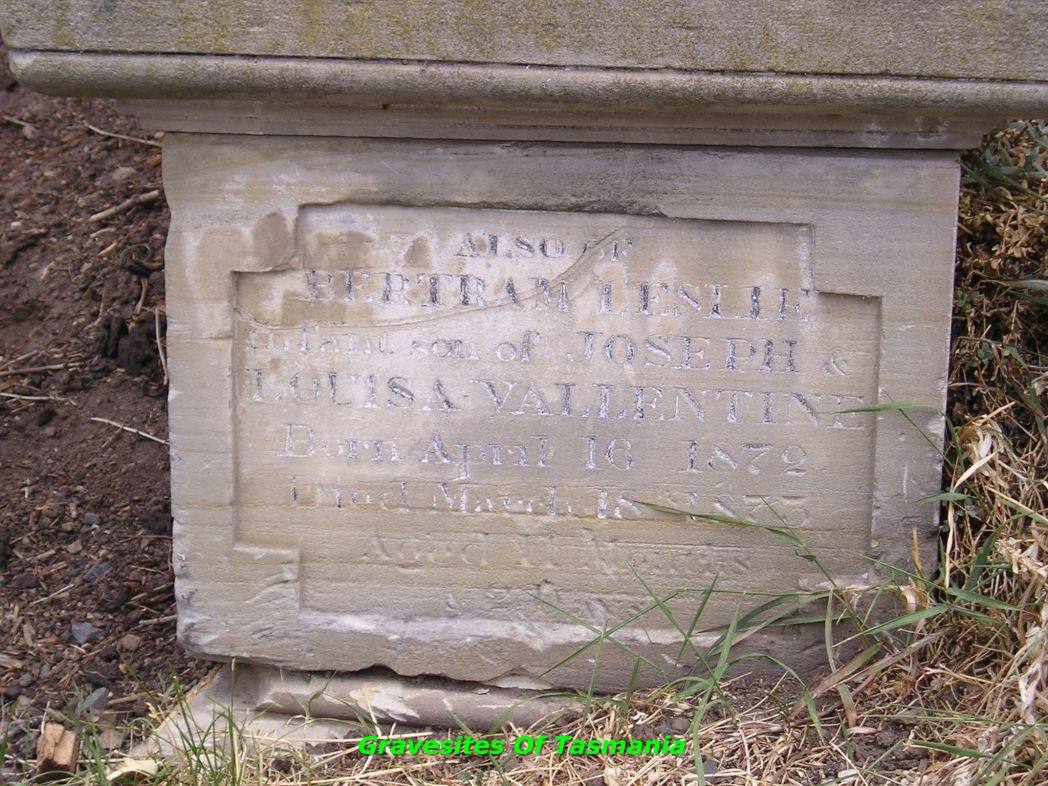 ALSO OF
BERTRAM LESLIE
infant son of JOSEPH &
LOUISA VALLENTINE
Born April 16 1872
Died March 18 1873
Aged 11 Months
Gravesites Of Tasmania